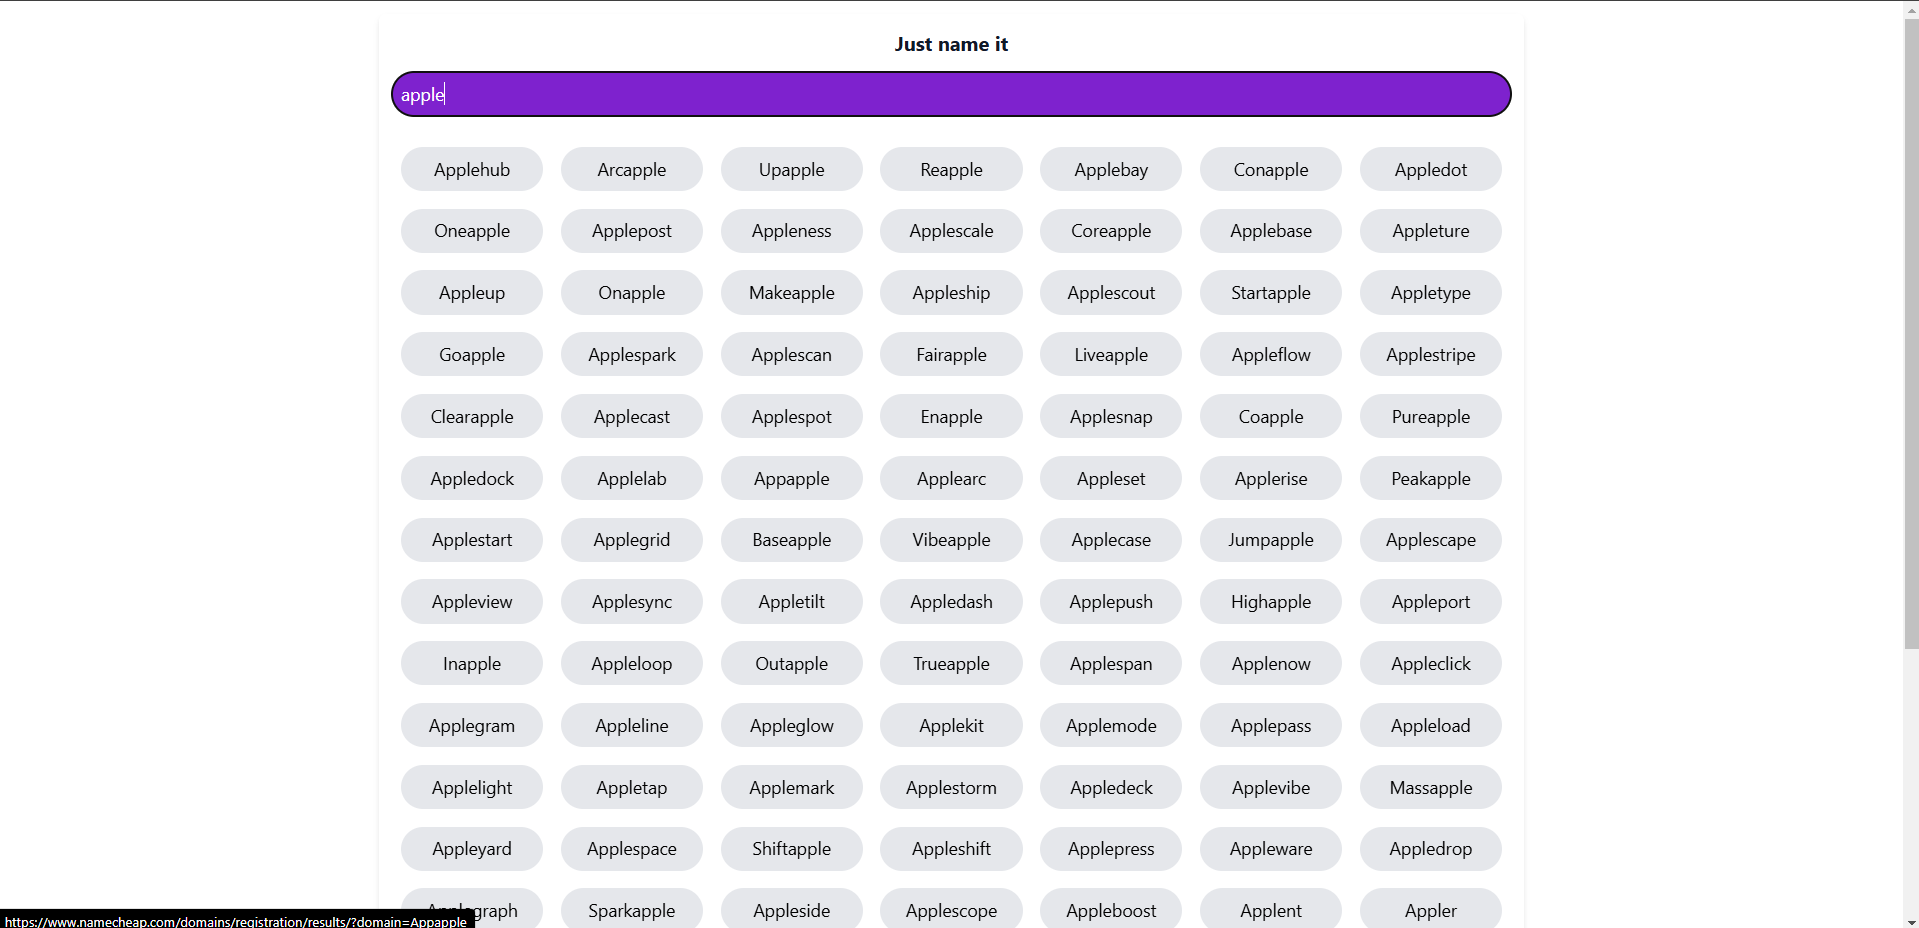 Just name it
apple
Applehub Arcapple Upapple Reapple Applebay Conapple Appledot
Oneapple Applepost Appleness Applescale Coreapple Applebase Appleture
Appleup Onapple Makeapple Appleship Applescout Startapple Appletype
Goapple Applespark Applescan Fairapple Liveapple Appleflow Applestripe
Clearapple Applecast Applespot Enapple Applesnap Coapple Pureapple
Appledock Applelab Appapple Applearc Appleset Applerise Peakapple
Applestart Applegrid Baseapple Vibeapple Applecase Jumpapple Applescape
Appleview Applesync Appletilt Appledash Applepush Highapple Appleport
Inapple Appleloop Outapple Trueapple Applespan Applenow Appleclick
Applegram Appleline Appleglow Applekit Applemode Applepass Appleload
Applelight Appletap Applemark Applestorm Appledeck Applevibe Massapple
Appleyard Applespace Shiftapple Appleshift Applepress Appleware Appledrop
Applegraph Sparkapple Appleside Applescope Appleboost Applent Appler
https://www.namecheap.com/domains/registration/results/?domain=Appapple